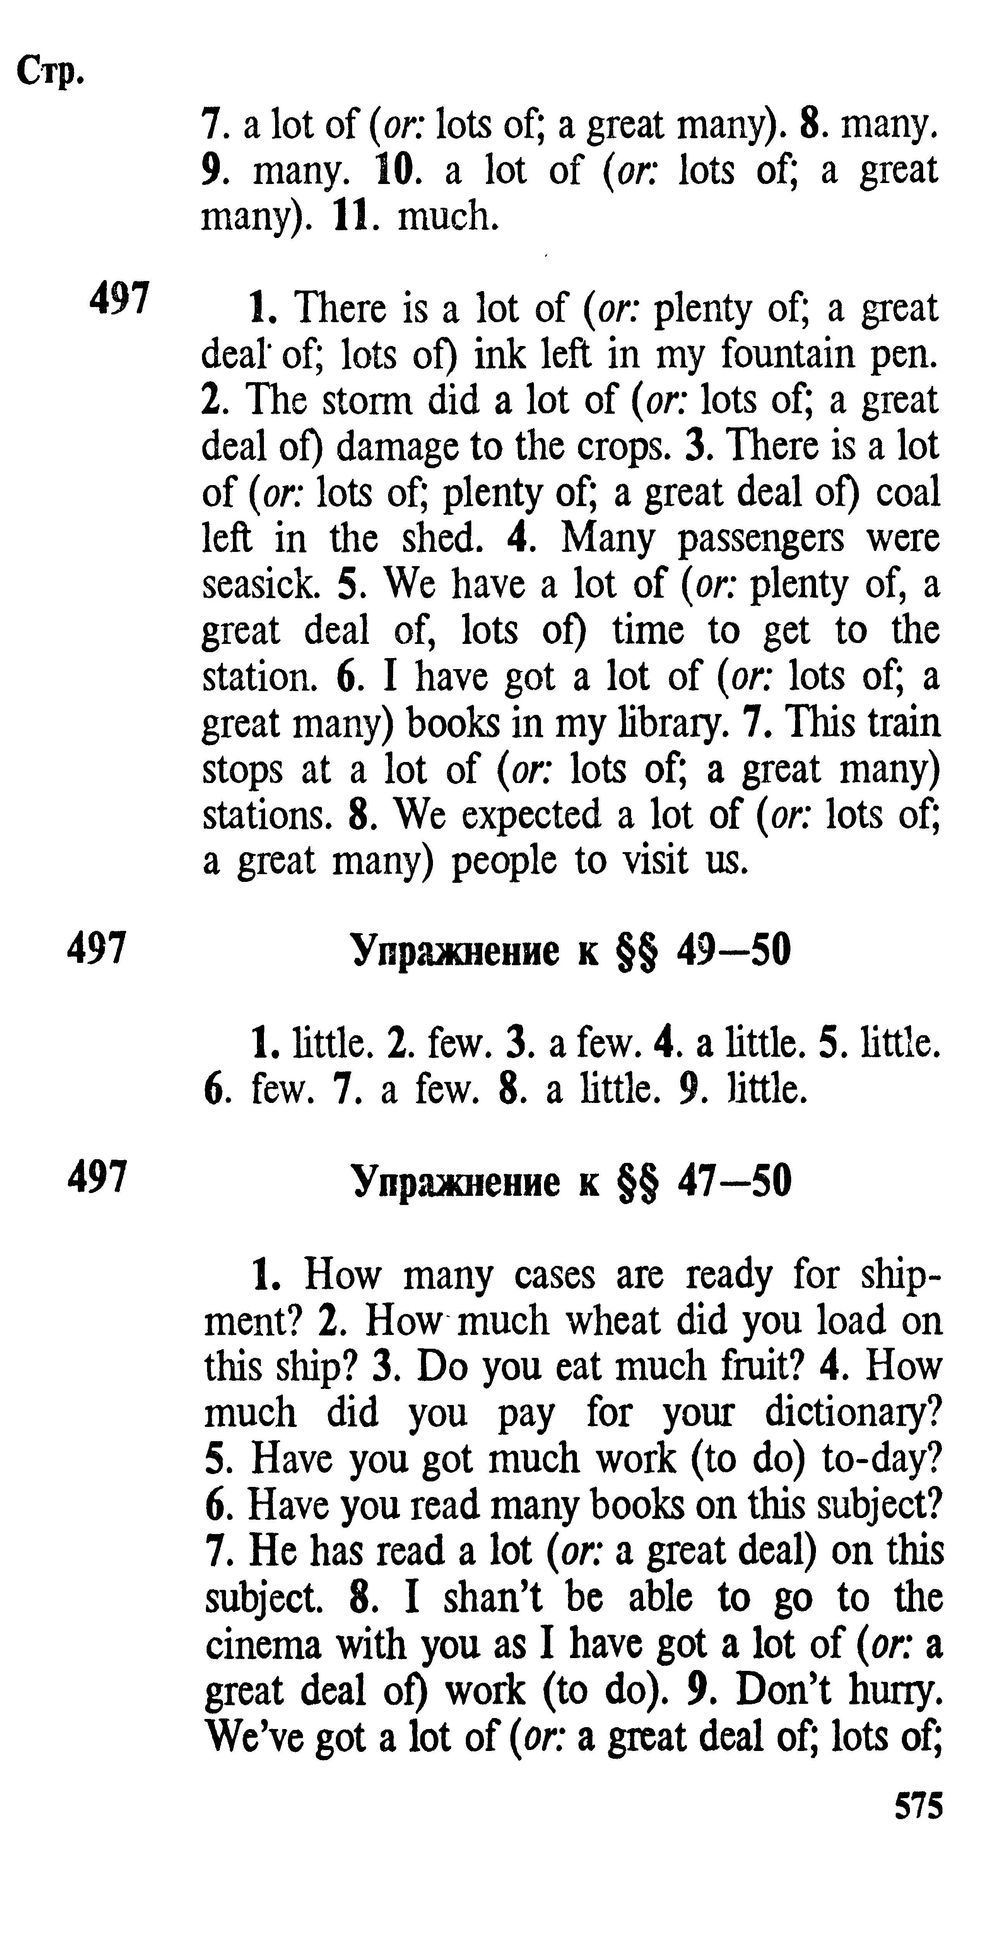 Стр.
7. a lot of (or: lots of; a great many). 8. many.
9. many. 10. a lot of (or: lots of; a great
many). 11. much.
497
1. There is a lot of (or: plenty of; a great
deal of; lots of) ink left in my fountain pen.
2. The storm did a lot of (or: lots of; a great
deal of) damage to the crops. 3. There is a lot
of (or: lots of; plenty of; a great deal of) coal
left in the shed. 4. Many passengers were
seasick. 5. We have a lot of (or: plenty of, a
great deal of, lots of) time to get to the
station. 6. I have got a lot of (or: lots of; a
great many) books in my library. 7. This train
stops at a lot of (or: lots of; a great many)
stations. 8. We expected a lot of (or: lots of;
a great many) people to visit us.
497 Упражнение к §§ 49—50
1. little. 2. few. 3. a few. 4. a little. 5. little.
6. few. 7. a few. 8. a little. 9. little.
497 Упражнение к §§ 47—50
1. How many cases are ready for ship-
ment? 2. How much wheat did you load on
this ship? 3. Do you eat much fruit? 4. How
much did you pay for your dictionary?
5. Have you got much work (to do) to-day?
6. Have you read many books on this subject?
7. He has read a lot (or: a great deal) on this
subject. 8. I shan't be able to go to the
cinema with you as I have got a lot of (or: a
great deal of) work (to do). 9. Don't hurry.
We've got a lot of (or: a great deal of; lots of;
575